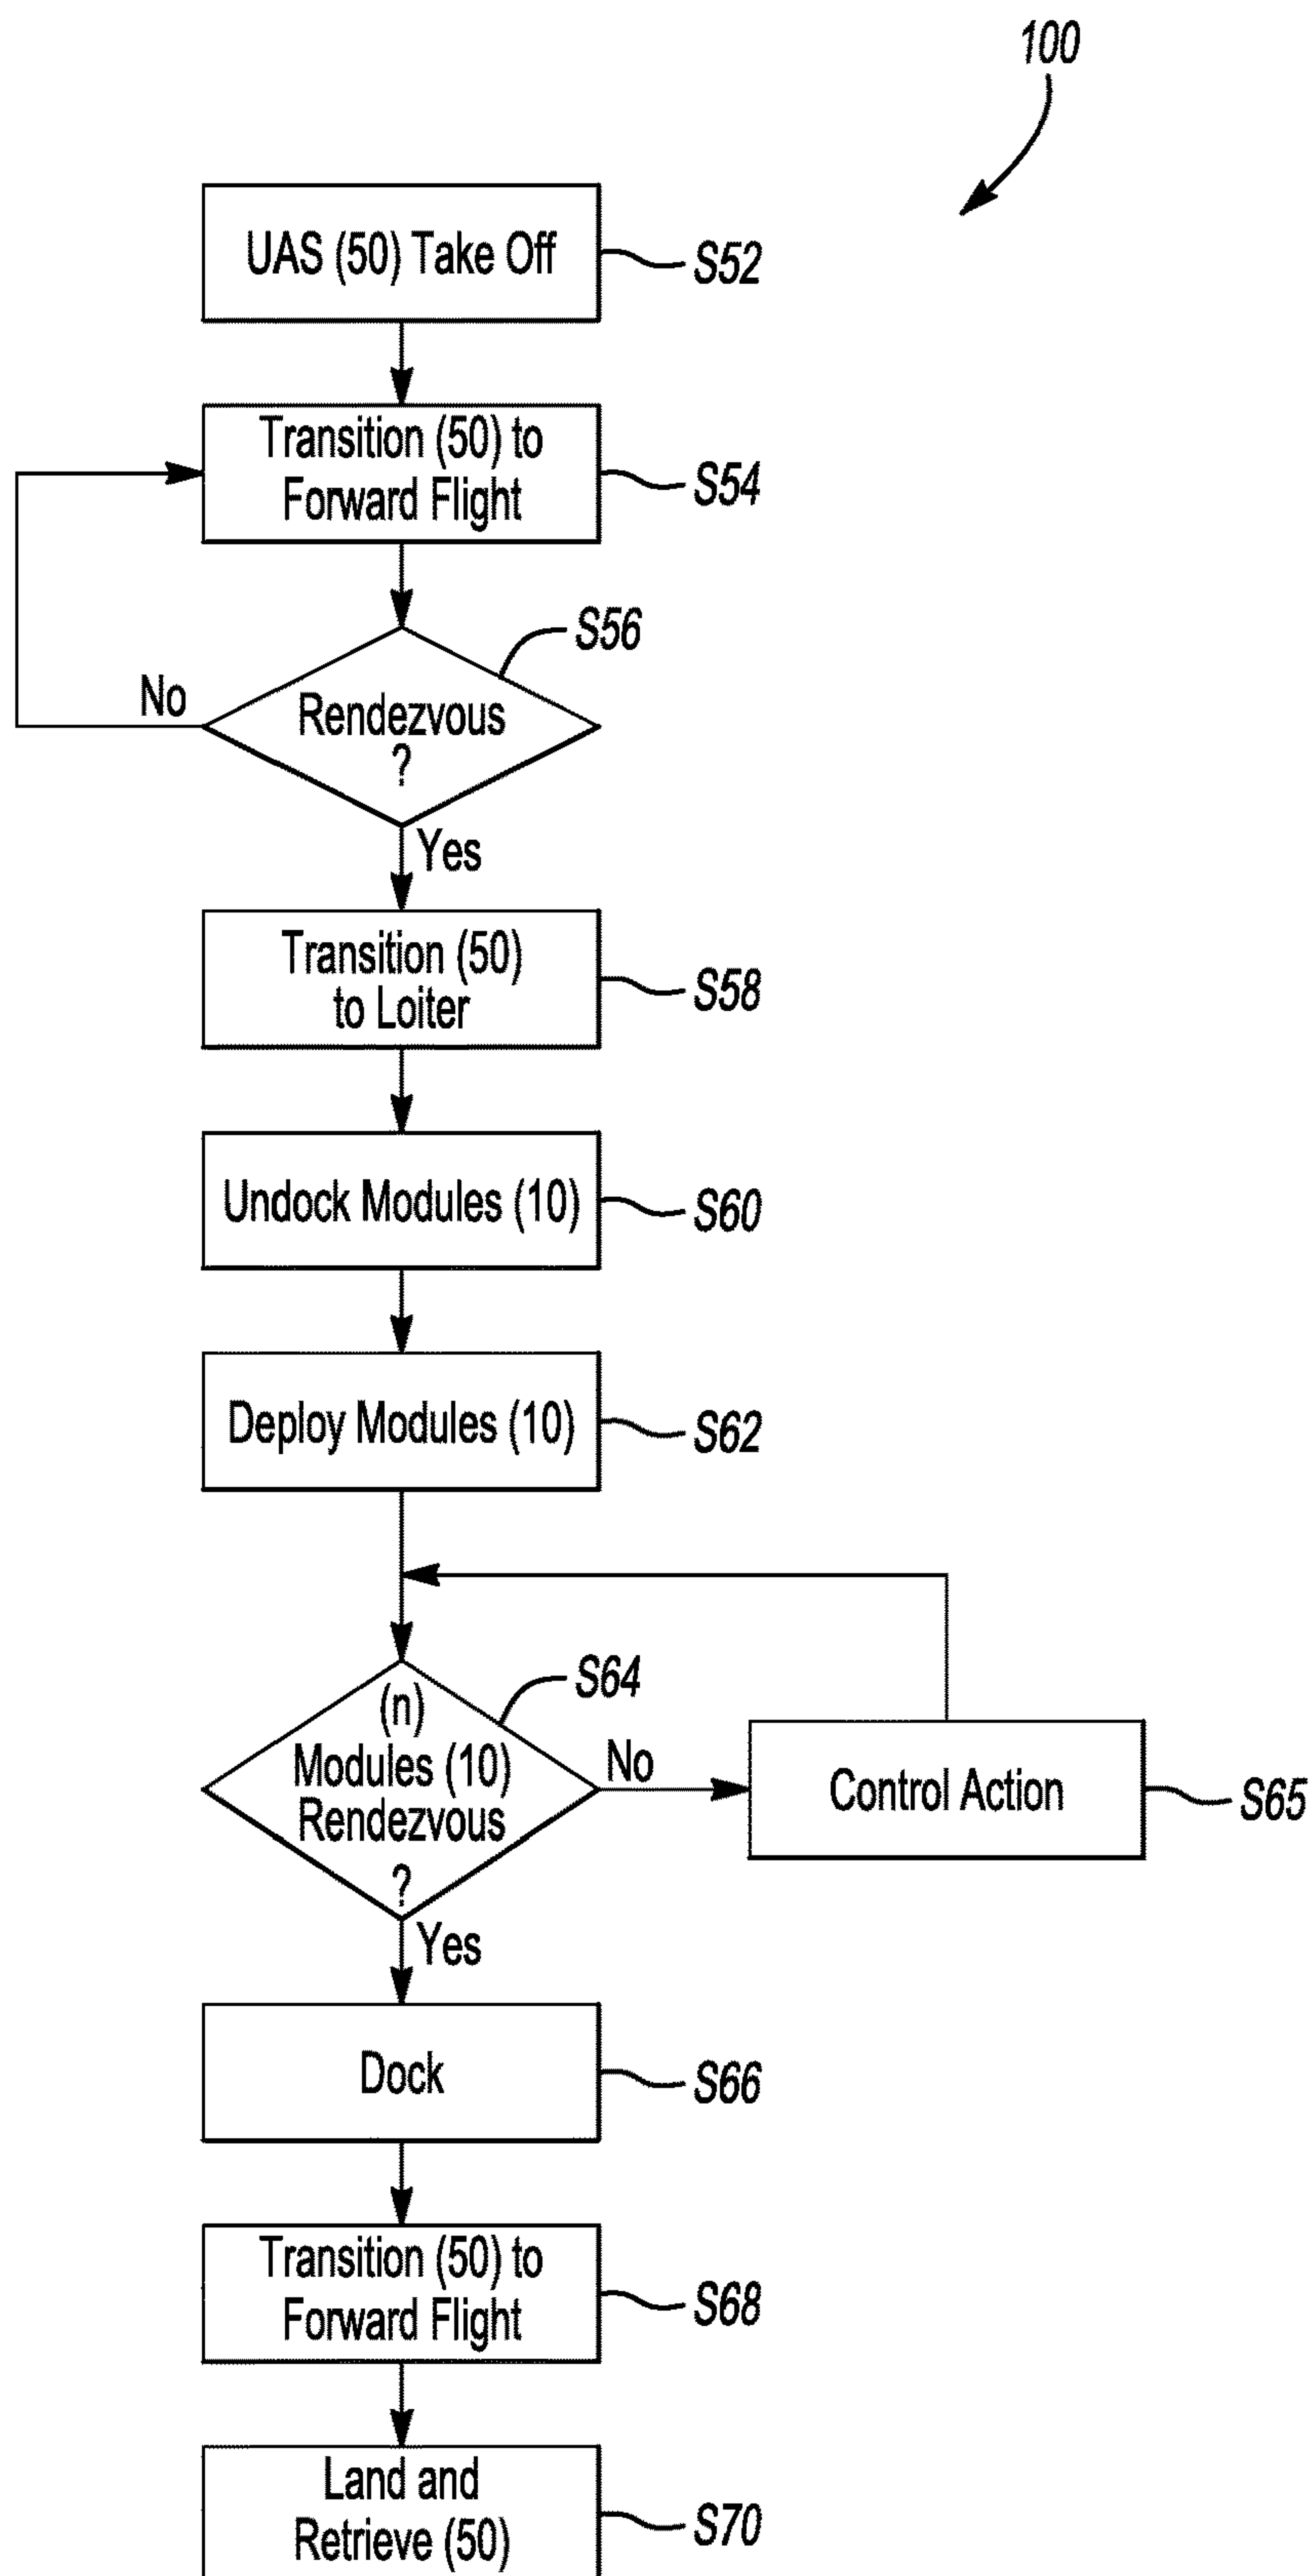 100
UAS (50) Take Off
S52
Transition (50) to
Forward Flight
S54
S56
No
Rendezvous
?
Yes
Transition (50)
to Loiter
S58
Undock Modules (10)
S60
Deploy Modules (10)
S62
S64
(n)
Modules (10)
Rendezvous
?
No
Control Action
S65
Yes
Dock
S66
Transition (50) to
Forward Flight
S68
Land and
Retrieve (50)
S70